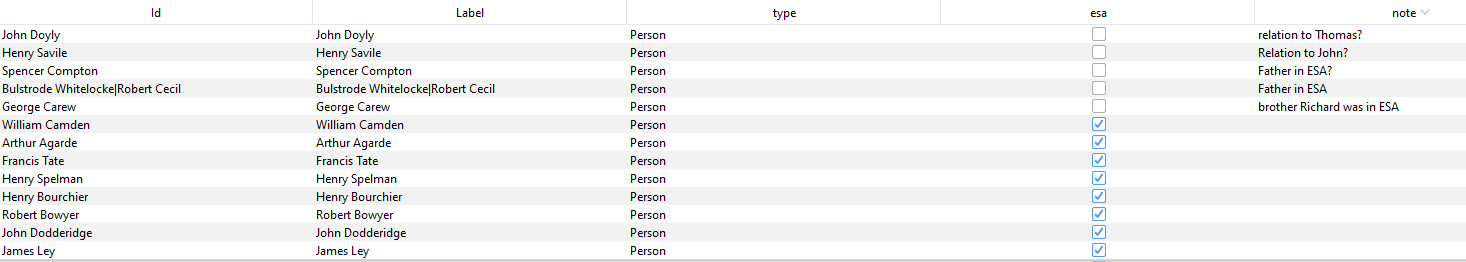 Id Label type esa note
John Doyly John Doyly Person relation to Thomas?
Henry Savile Henry Savile Person Relation to John?
Spencer Compton Spencer Compton Person Father in ESA?
Bulstrode Whitelocke|Robert Cecil Bulstrode Whitelocke|Robert Cecil Person Father in ESA
George Carew George Carew Person brother Richard was in ESA
William Camden William Camden Person
Arthur Agarde Arthur Agarde Person
Francis Tate Francis Tate Person
Henry Spelman Henry Spelman Person
Henry Bourchier Henry Bourchier Person
Robert Bowyer Robert Bowyer Person
John Dodderidge John Dodderidge Person
James Ley James Ley Person